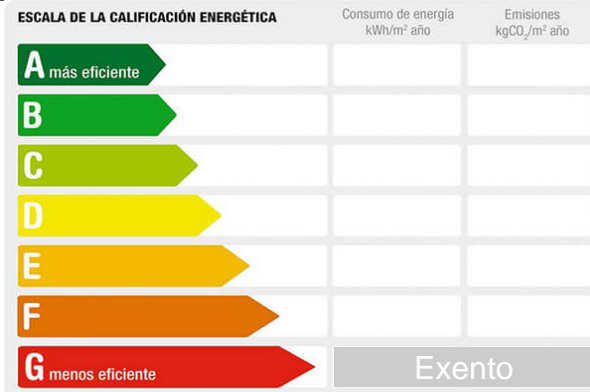 ESCALA DE LA CALIFICACIÓN ENERGÉTICA
Consumo de energía
kWh/m² año
Emisiones
kgCO₂/m² año
A más eficiente
B
C
D
E
F
G menos eficiente
Exento